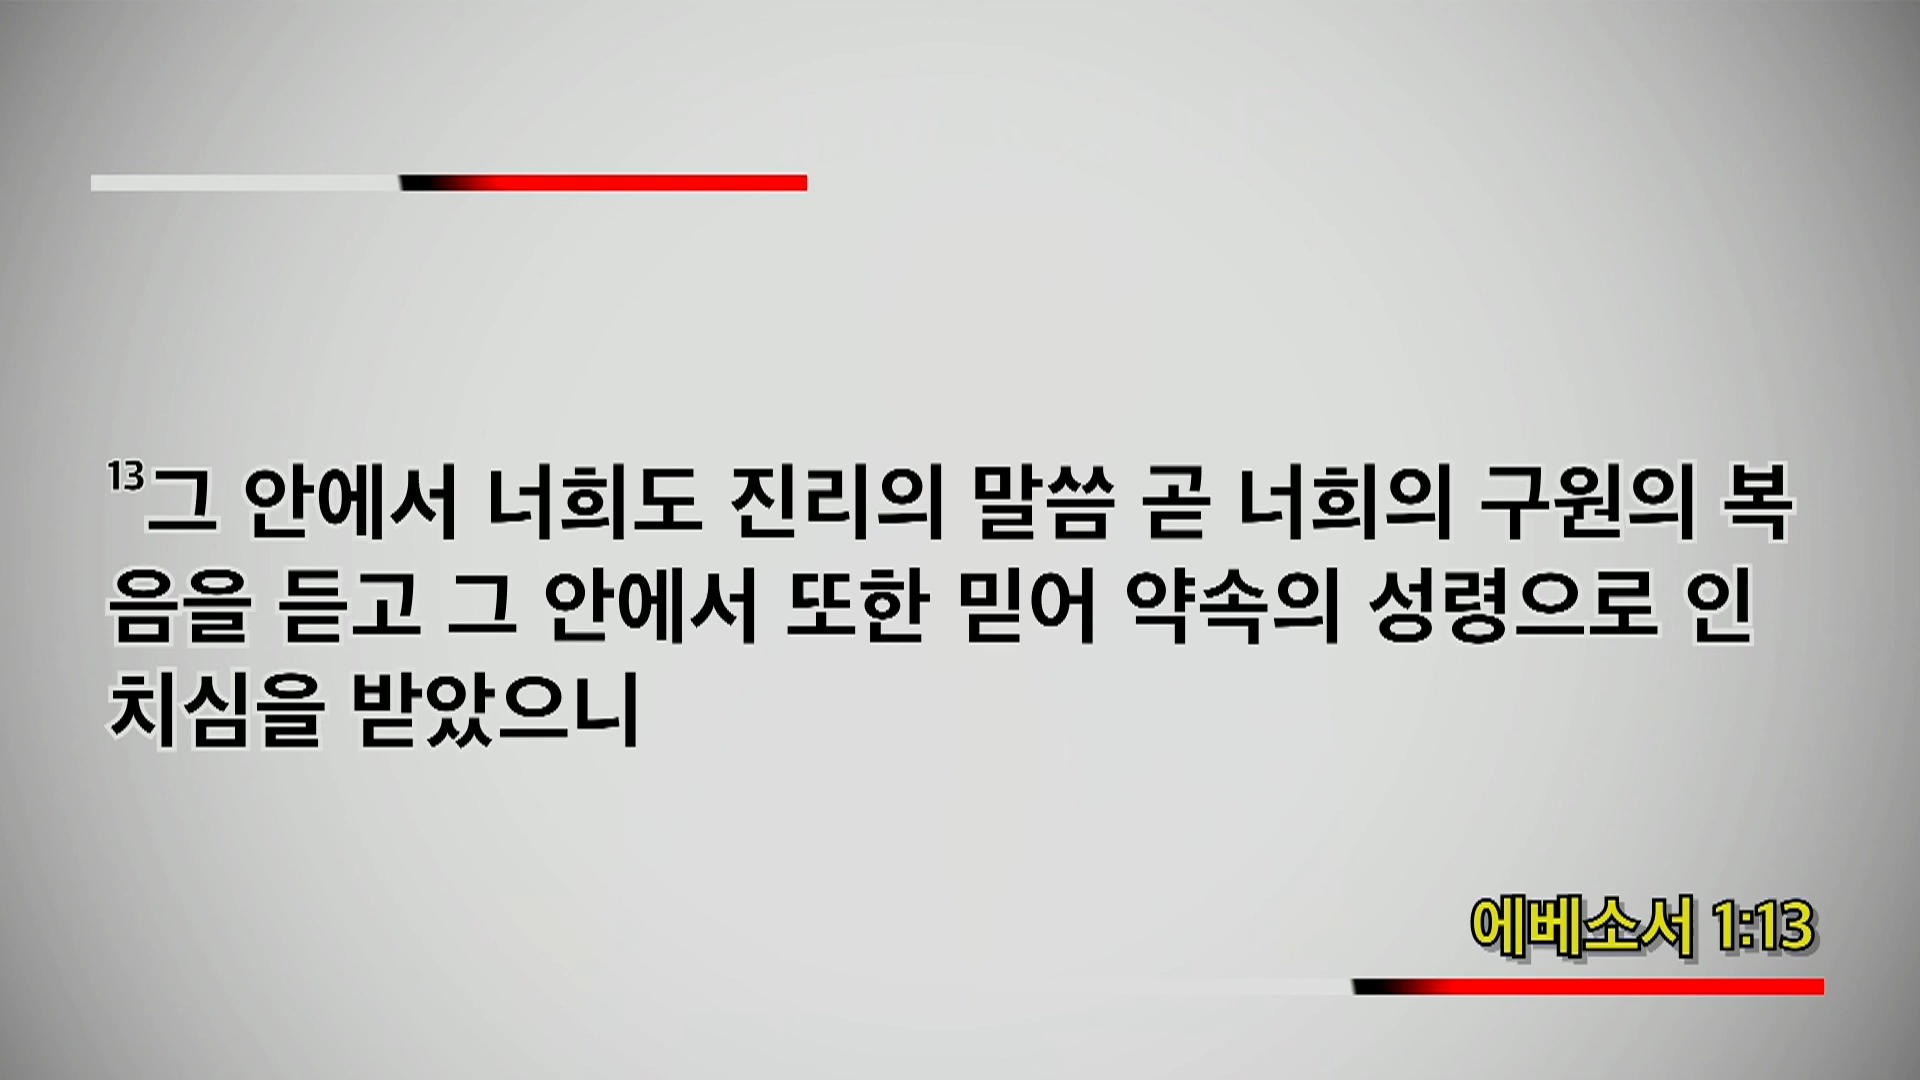 ¹³그 안에서 너희도 진리의 말씀 곧 너희의 구원의 복
음을 듣고 그 안에서 또한 믿어 약속의 성령으로 인
치심을 받았으니
에베소서 1:13